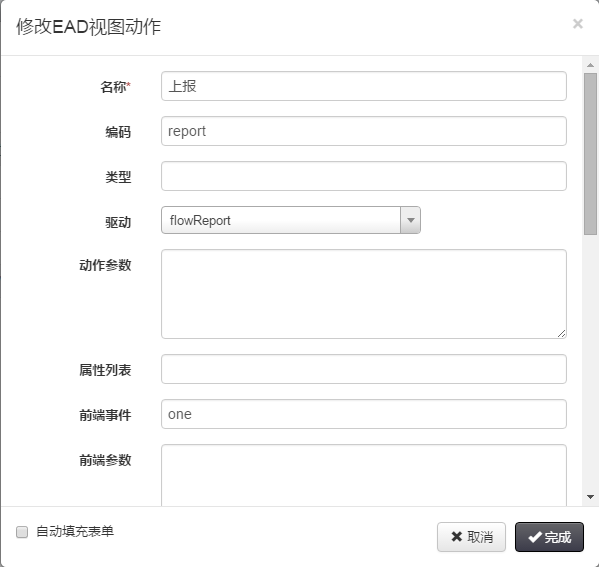 修改EAD视图动作
×
名称* 上报
编码 report
类型
驱动 flowReport
动作参数
属性列表
前端事件 one
前端参数
自动填充表单 取消 完成